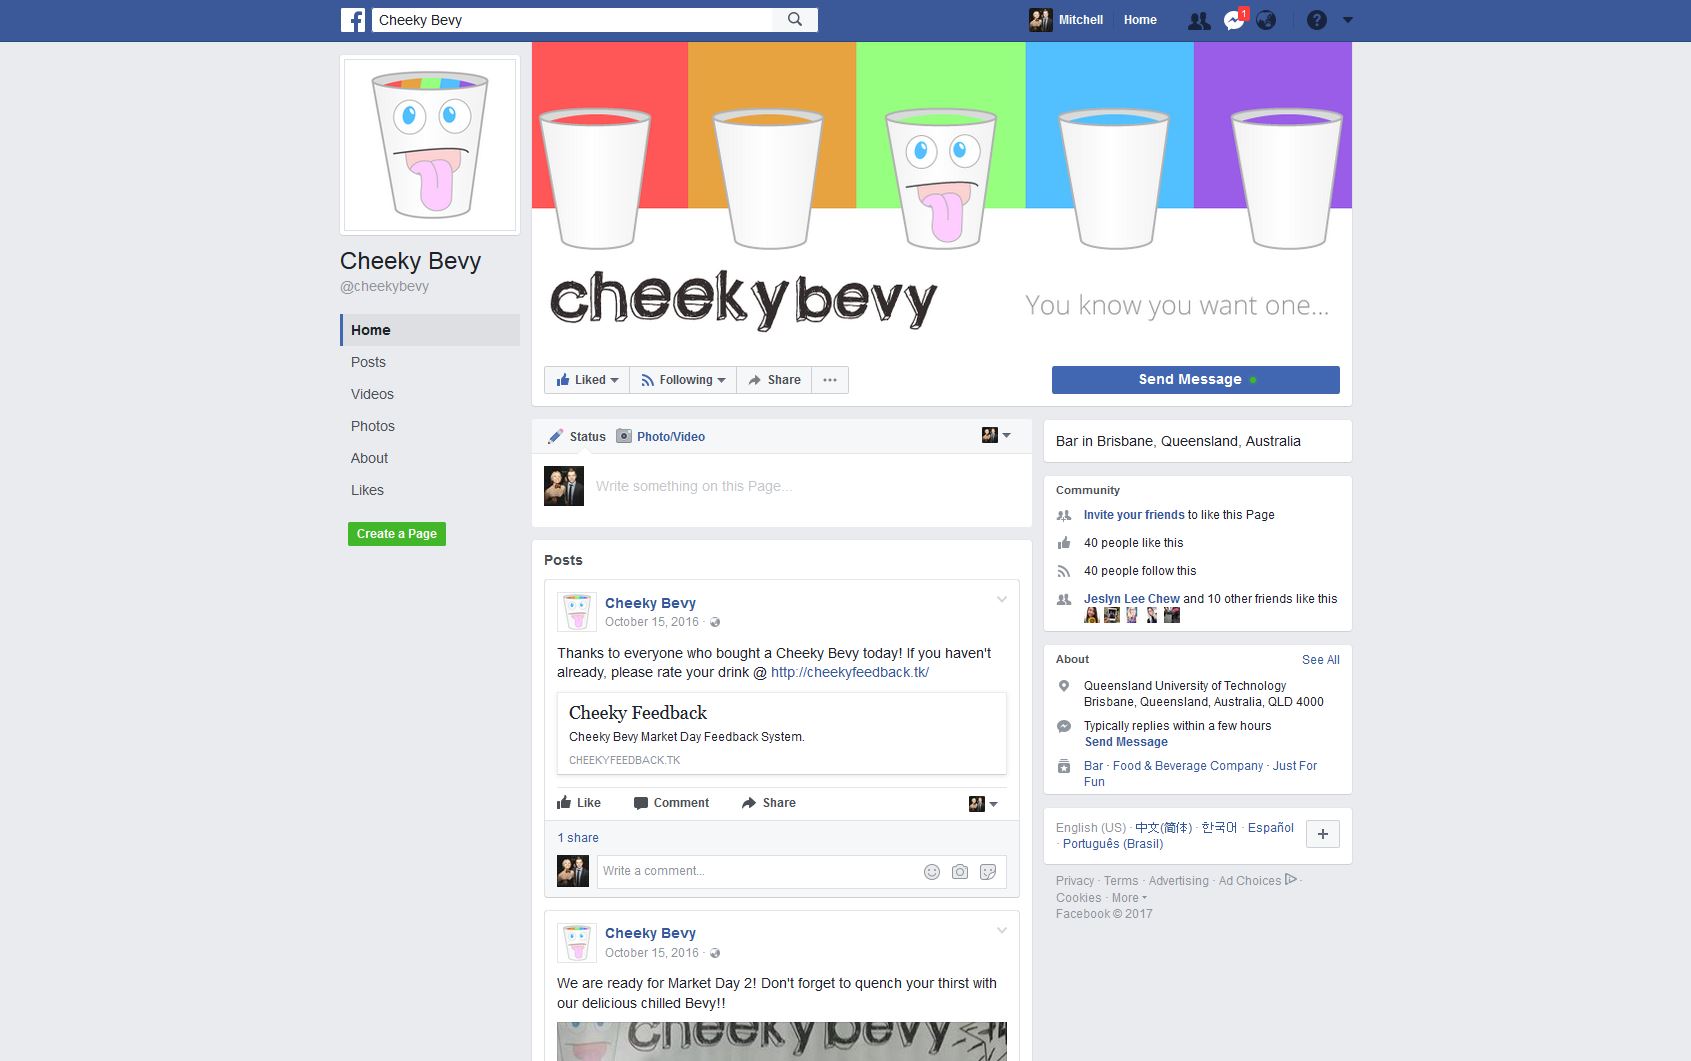 Cheeky Bevy
Mitchell
Home
1
Cheeky Bevy
@cheekybevy
Home
Posts
Videos
Photos
About
Likes
Create a Page
cheeky bevy
You know you want one...
Liked
Following
Share
Send Message
Status
Photo/Video
Write something on this Page...
Posts
Cheeky Bevy
October 15, 2016 ·
Thanks to everyone who bought a Cheeky Bevy today! If you haven't
already, please rate your drink @ http://cheekyfeedback.tk/
Cheeky Feedback
Cheeky Bevy Market Day Feedback System.
CHEEKYFEEDBACK.TK
Like
Comment
Share
1 share
Write a comment...
Cheeky Bevy
October 15, 2016 ·
We are ready for Market Day 2! Don't forget to quench your thirst with
our delicious chilled Bevy!!
cheeky bevy
Bar in Brisbane, Queensland, Australia
Community
Invite your friends to like this Page
40 people like this
40 people follow this
Jeslyn Lee Chew and 10 other friends like this
About
See All
Queensland University of Technology
Brisbane, Queensland, Australia, QLD 4000
Typically replies within a few hours
Send Message
Bar · Food & Beverage Company · Just For
Fun
English (US) · 中文(简体) · 한국어 · Español
· Português (Brasil)
Privacy · Terms · Advertising · Ad Choices ·
Cookies · More
Facebook © 2017